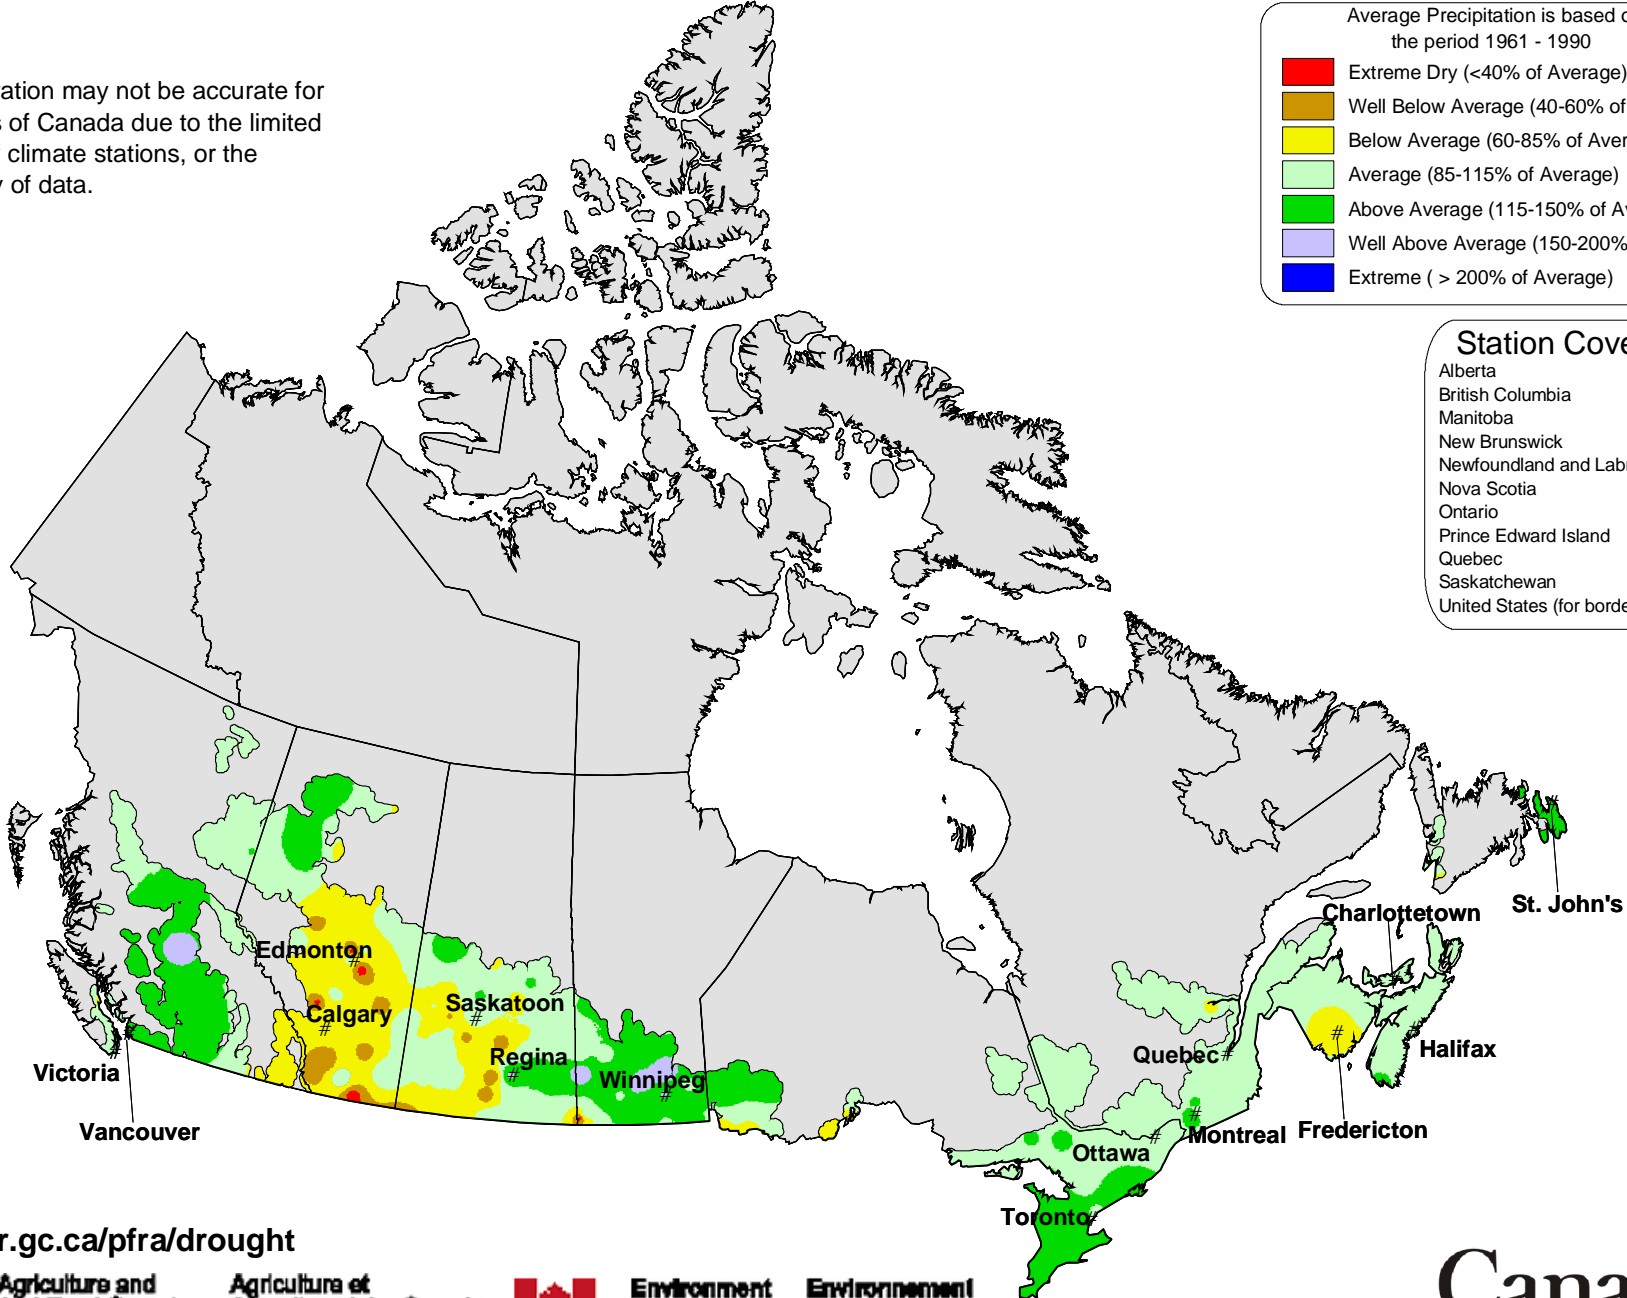 Average Precipitation is based
the period 1961 - 1990
Extreme Dry (<40% of Average)
Well Below Average (40-60% of
Below Average (60-85% of Aver
Average (85-115% of Average)
Above Average (115-150% of A
Well Above Average (150-200%
Extreme ( > 200% of Average)
ation may not be accurate for
s of Canada due to the limited
f climate stations, or the
y of data.
Station Cove
Alberta
British Columbia
Manitoba
New Brunswick
Newfoundland and Lab
Nova Scotia
Ontario
Prince Edward Island
Quebec
Saskatchewan
United States (for borde
St. John's
Charlottetown
Edmonton
Saskatoon
Calgary
Regina
Quebec
Halifax
Victoria
Winnipeg
Vancouver
Montreal
Fredericton
Ottawa
Toronto
r.gc.ca/pfra/drought
Agriculture and
Agriculture et
Environment
Environnement
Cana